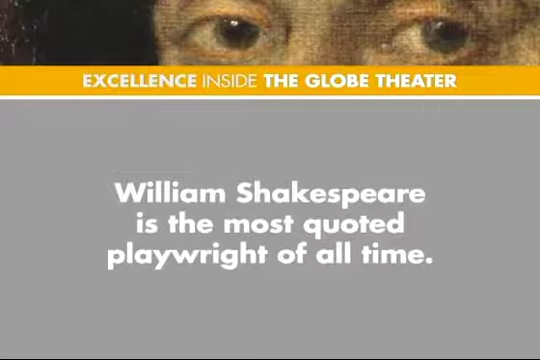 EXCELLENCE INSIDE THE GLOBE THEATER
William Shakespeare
is the most quoted
playwright of all time.